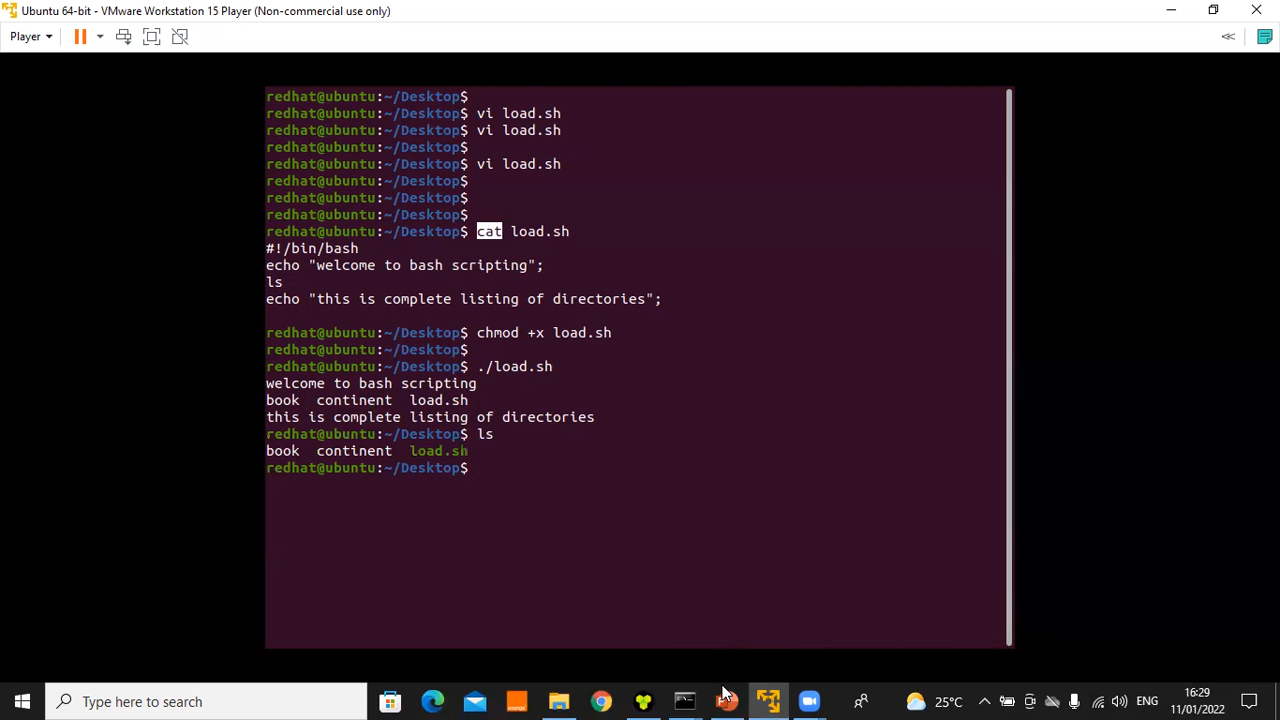 Ubuntu 64-bit - VMware Workstation 15 Player (Non-commercial use only)
Player
redhat@ubuntu:~/Desktop$
redhat@ubuntu:~/Desktop$ vi load.sh
redhat@ubuntu:~/Desktop$ vi load.sh
redhat@ubuntu:~/Desktop$
redhat@ubuntu:~/Desktop$ vi load.sh
redhat@ubuntu:~/Desktop$
redhat@ubuntu:~/Desktop$
redhat@ubuntu:~/Desktop$
redhat@ubuntu:~/Desktop$ cat load.sh
#!/bin/bash
echo "welcome to bash scripting";
ls
echo "this is complete listing of directories";
redhat@ubuntu:~/Desktop$ chmod +x load.sh
redhat@ubuntu:~/Desktop$
redhat@ubuntu:~/Desktop$ ./load.sh
welcome to bash scripting
book  continent  load.sh
this is complete listing of directories
redhat@ubuntu:~/Desktop$ ls
book  continent  load.sh
redhat@ubuntu:~/Desktop$
Type here to search
25°C
ENG
16:29
11/01/2022